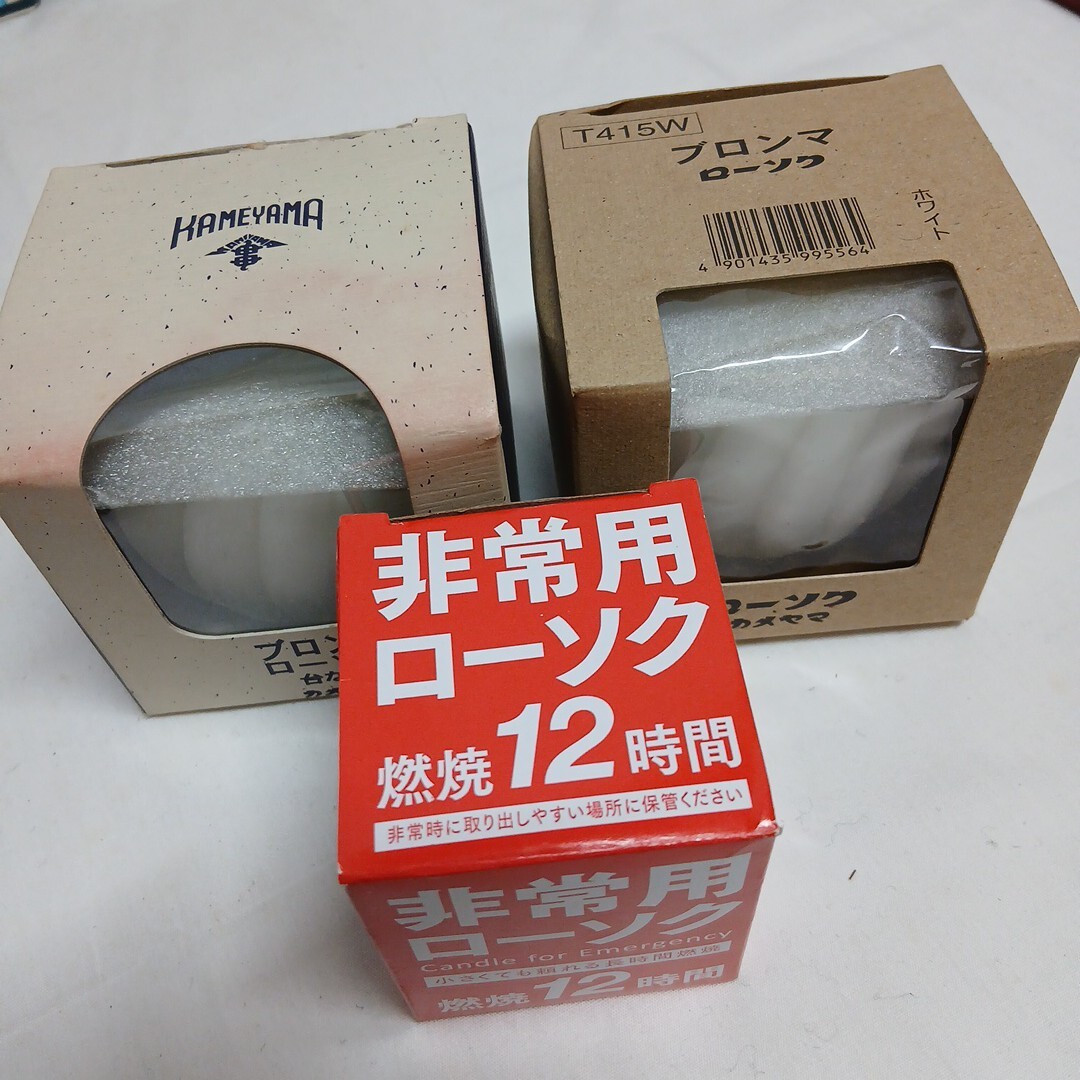 KAMEYAMA
亀
ブロン
ロー
台
T415W
ブロンマ
ローソク
ホワイト
4 901435 995564
ローソク
カメヤマ
非常用
ローソク
燃焼12時間
非常時に取り出しやすい場所に保管ください
非常用
ローソク
Candle for Emergency
小さくても頼れる長時間燃焼
燃焼12時間